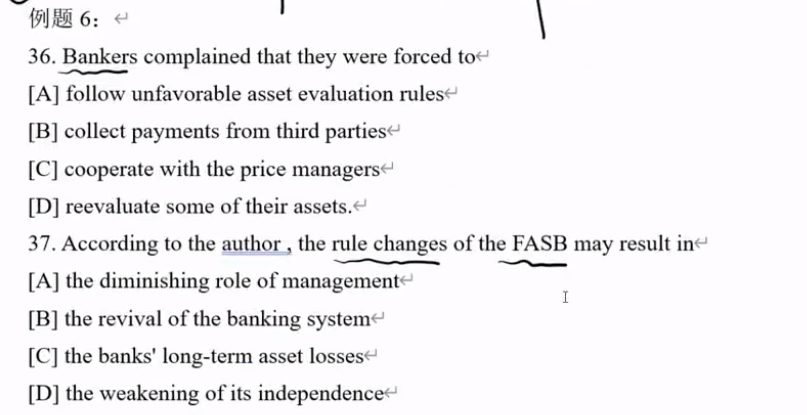 例题 6：
36. Bankers complained that they were forced to
[A] follow unfavorable asset evaluation rules
[B] collect payments from third parties
[C] cooperate with the price managers
[D] reevaluate some of their assets.
37. According to the author , the rule changes of the FASB may result in
[A] the diminishing role of management
[B] the revival of the banking system
[C] the banks' long-term asset losses
[D] the weakening of its independence